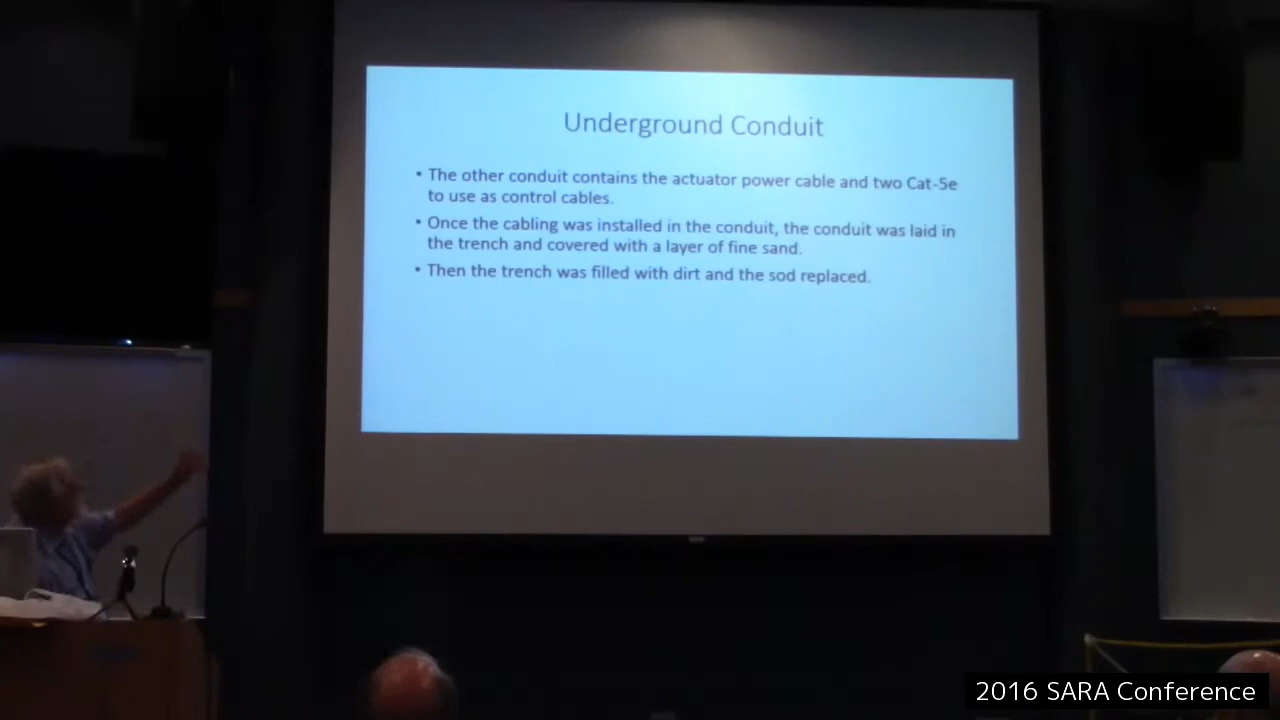 Underground Conduit
• The other conduit contains the actuator power cable and two Cat-5e
to use as control cables.
• Once the cabling was installed in the conduit, the conduit was laid in
the trench and covered with a layer of fine sand.
• Then the trench was filled with dirt and the sod replaced.
2016 SARA Conference